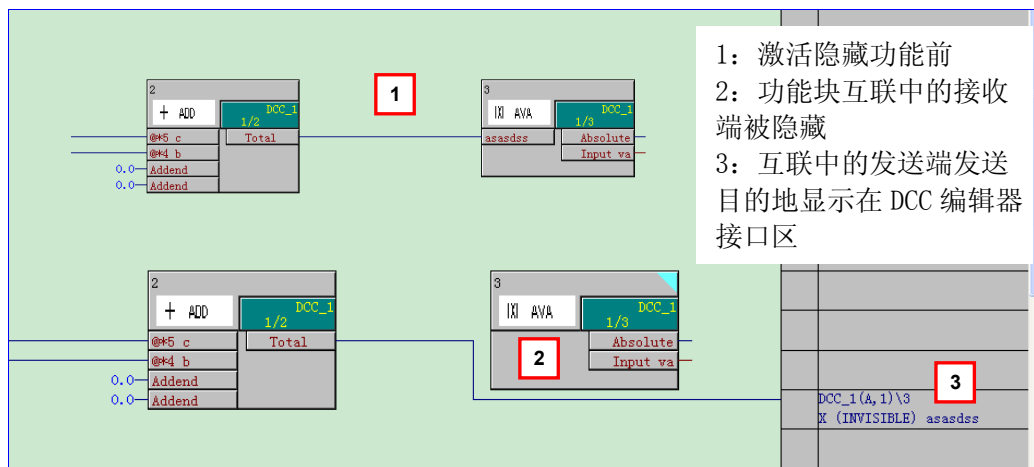 1: 激活隐藏功能前
2: 功能块互联中的接收
端被隐藏
3: 互联中的发送端发送
目的地显示在 DCC 编辑器
接口区
1
2
+ ADD
DCC_1
1/2
@*5 c
Total
@*4 b
0.0
Addend
0.0
Addend
3
|X| AVA
DCC_1
1/3
asasdss
Absolute
Input va
2
+ ADD
DCC_1
1/2
@*5 c
Total
@*4 b
0.0
Addend
0.0
Addend
3
|X| AVA
DCC_1
1/3
2
Absolute
Input va
3
DCC_1(A,1)\3
X (INVISIBLE) asasdss